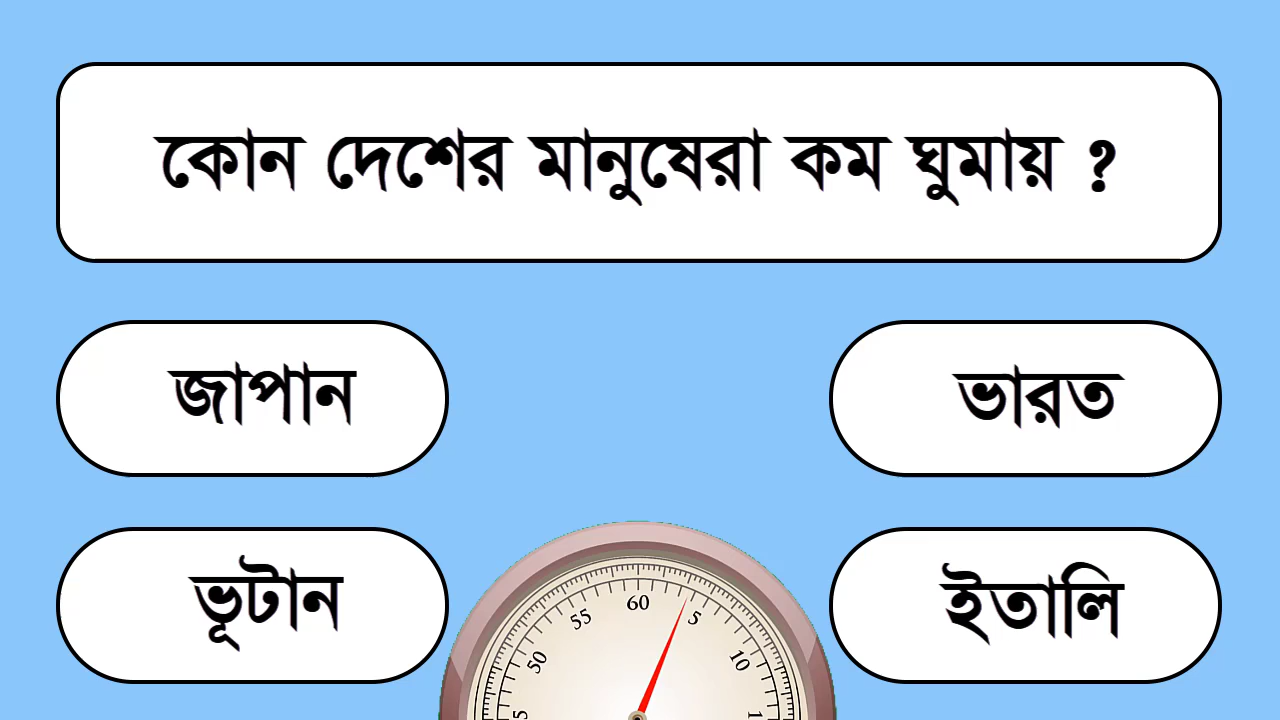 কোন দেশের মানুষেরা কম ঘুমায় ?
জাপান
ভারত
ভূটান
ইতালি
60
55
5
50
10